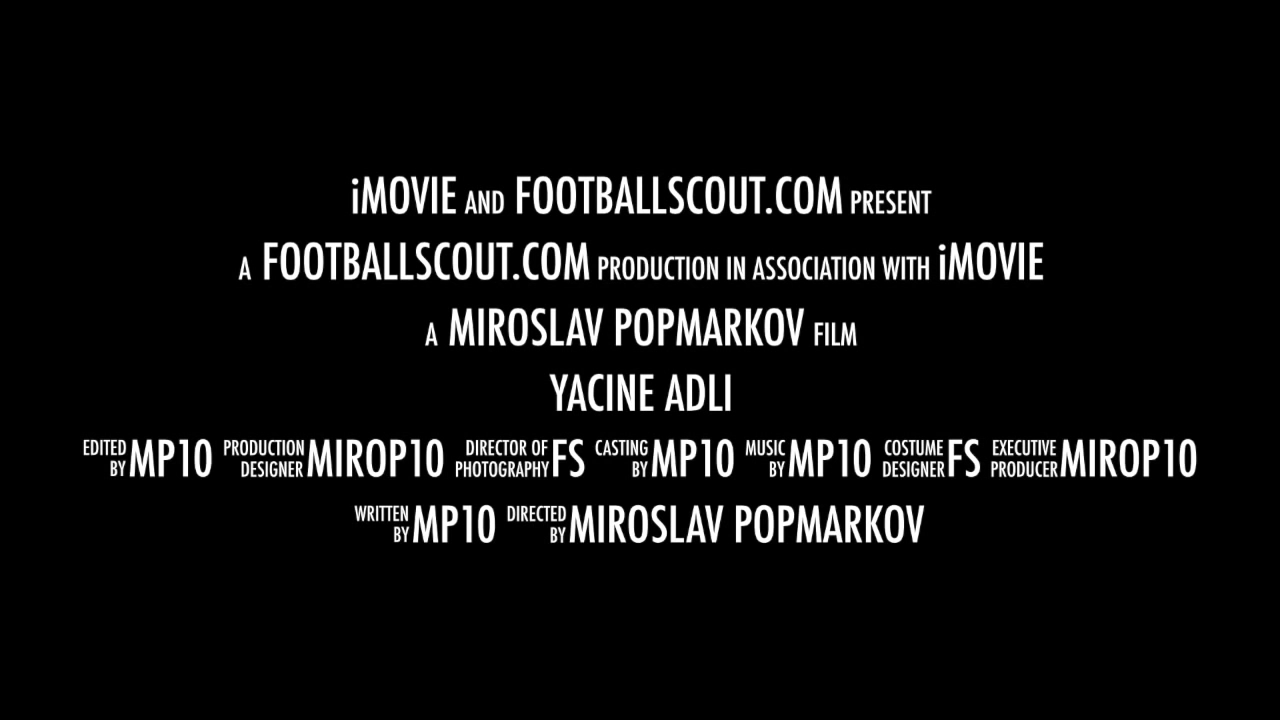 iMOVIE AND FOOTBALLSCOUT.COM PRESENT
A FOOTBALLSCOUT.COM PRODUCTION IN ASSOCIATION WITH iMOVIE
A MIROSLAV POPMARKOV FILM
YACINE ADLI
EDITED BY MP10 PRODUCTION DESIGNER MIROP10 DIRECTOR OF PHOTOGRAPHY FS CASTING BY MP10 MUSIC BY MP10 COSTUME DESIGNER FS EXECUTIVE PRODUCER MIROP10
WRITTEN BY MP10 DIRECTED BY MIROSLAV POPMARKOV